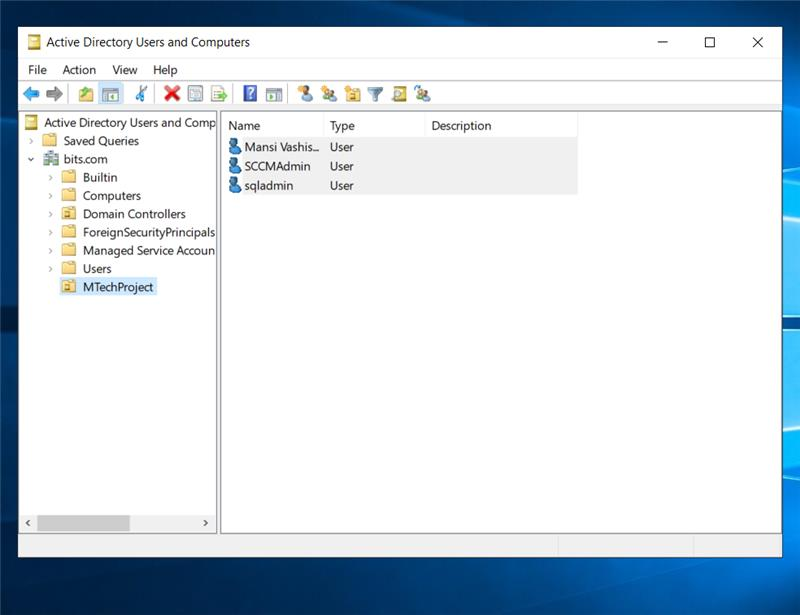 Active Directory Users and Computers
File Action View Help
Active Directory Users and Comp
Saved Queries
bits.com
Builtin
Computers
Domain Controllers
ForeignSecurityPrincipals
Managed Service Accoun
Users
MTechProject
Name Type Description
Mansi Vashis... User
SCCMAdmin User
sqladmin User